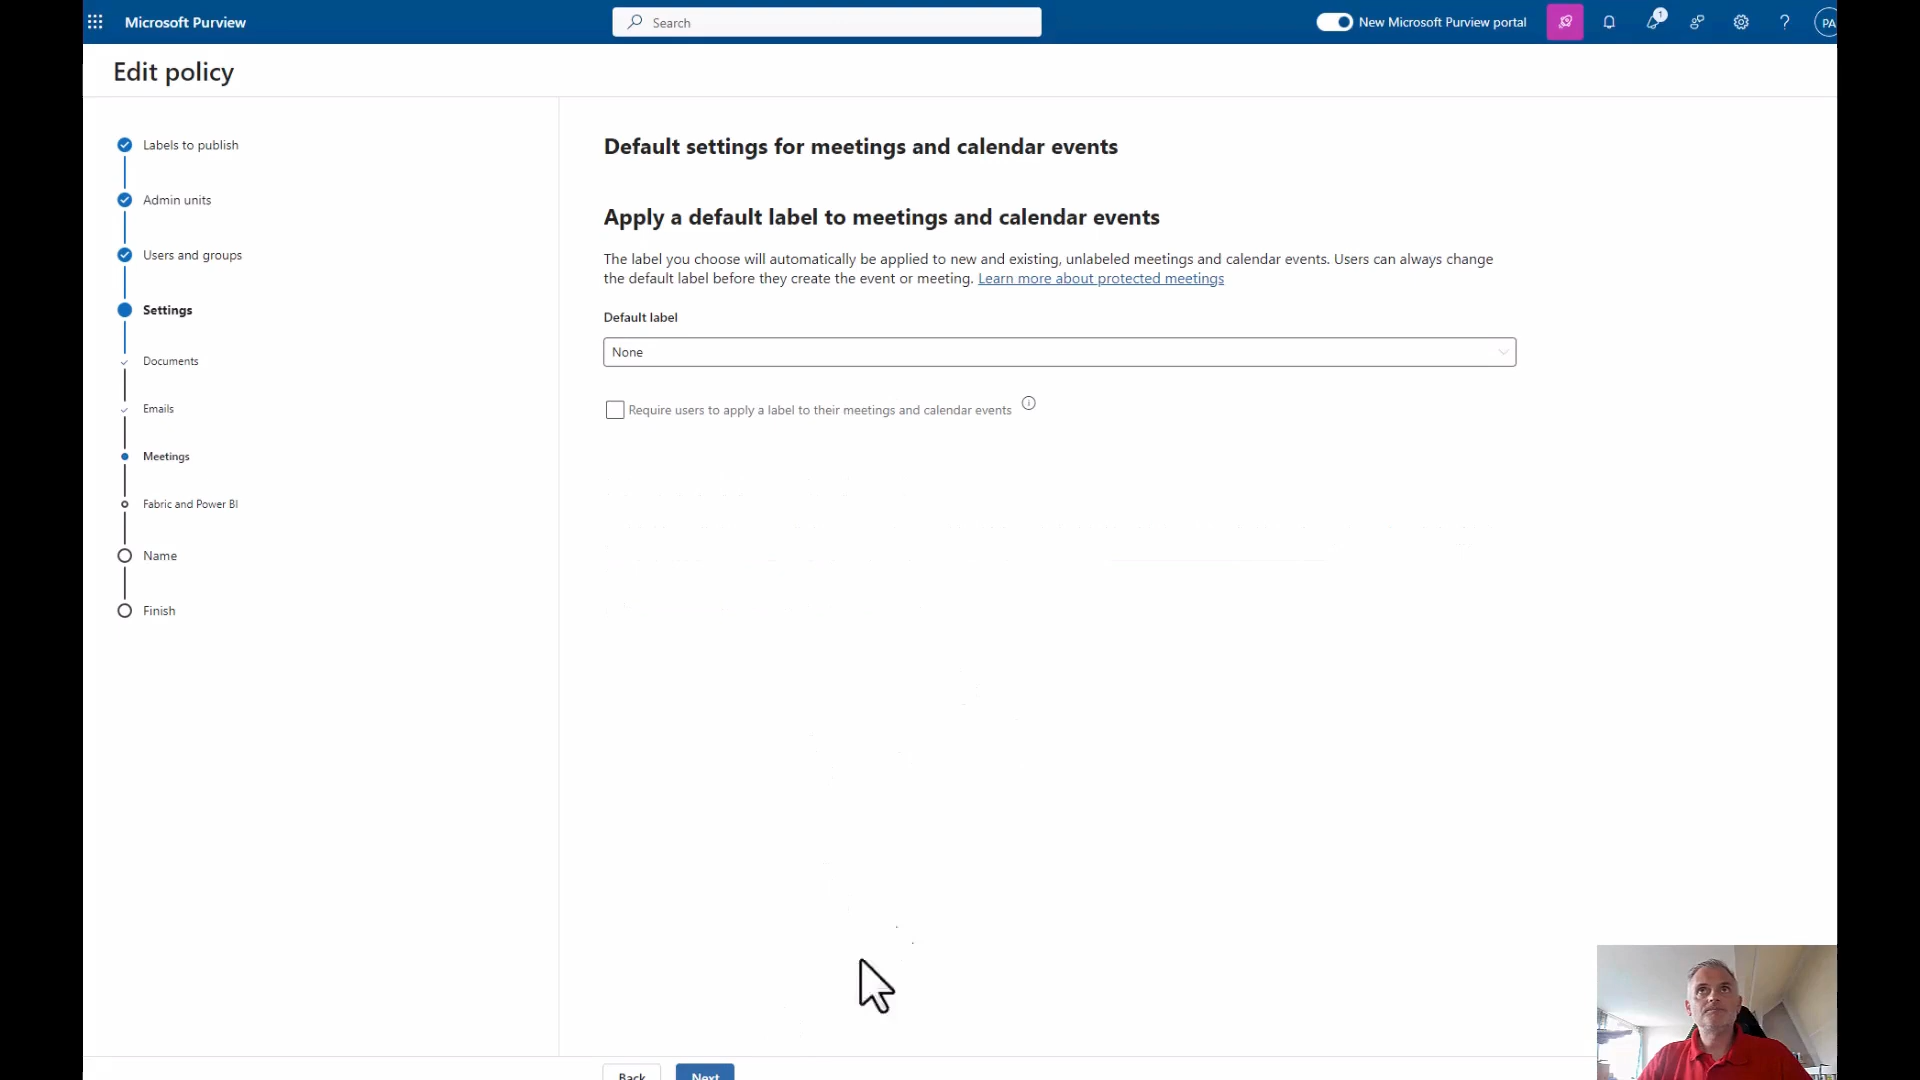 Microsoft Purview
Search
New Microsoft Purview portal
1
PA
Edit policy
Labels to publish
Admin units
Users and groups
Settings
Documents
Emails
Meetings
Fabric and Power BI
Name
Finish
Default settings for meetings and calendar events
Apply a default label to meetings and calendar events
The label you choose will automatically be applied to new and existing, unlabeled meetings and calendar events. Users can always change
the default label before they create the event or meeting. Learn more about protected meetings
Default label
None
Require users to apply a label to their meetings and calendar events
Back
Next